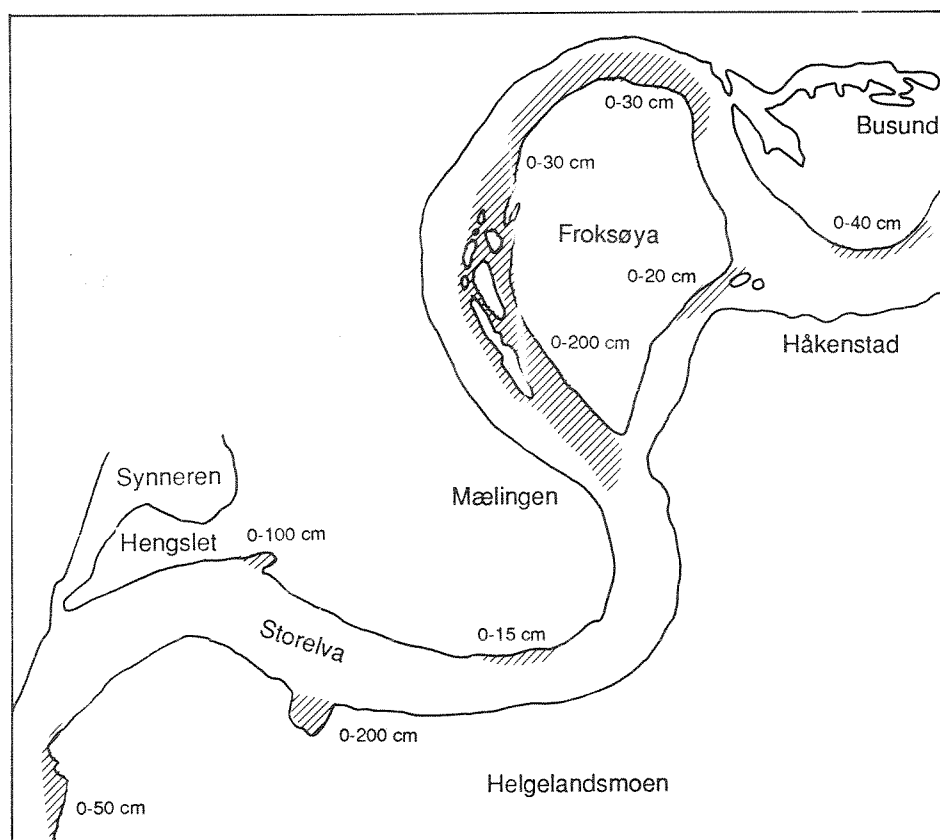 0-30 cm
Busund
0-30 cm
0-40 cm
Froksøya
0-20 cm
0-200 cm
Håkenstad
Synneren
Mælingen
0-100 cm
Hengslet
Storelva
0-15 cm
0-200 cm
Helgelandsmoen
0-50 cm